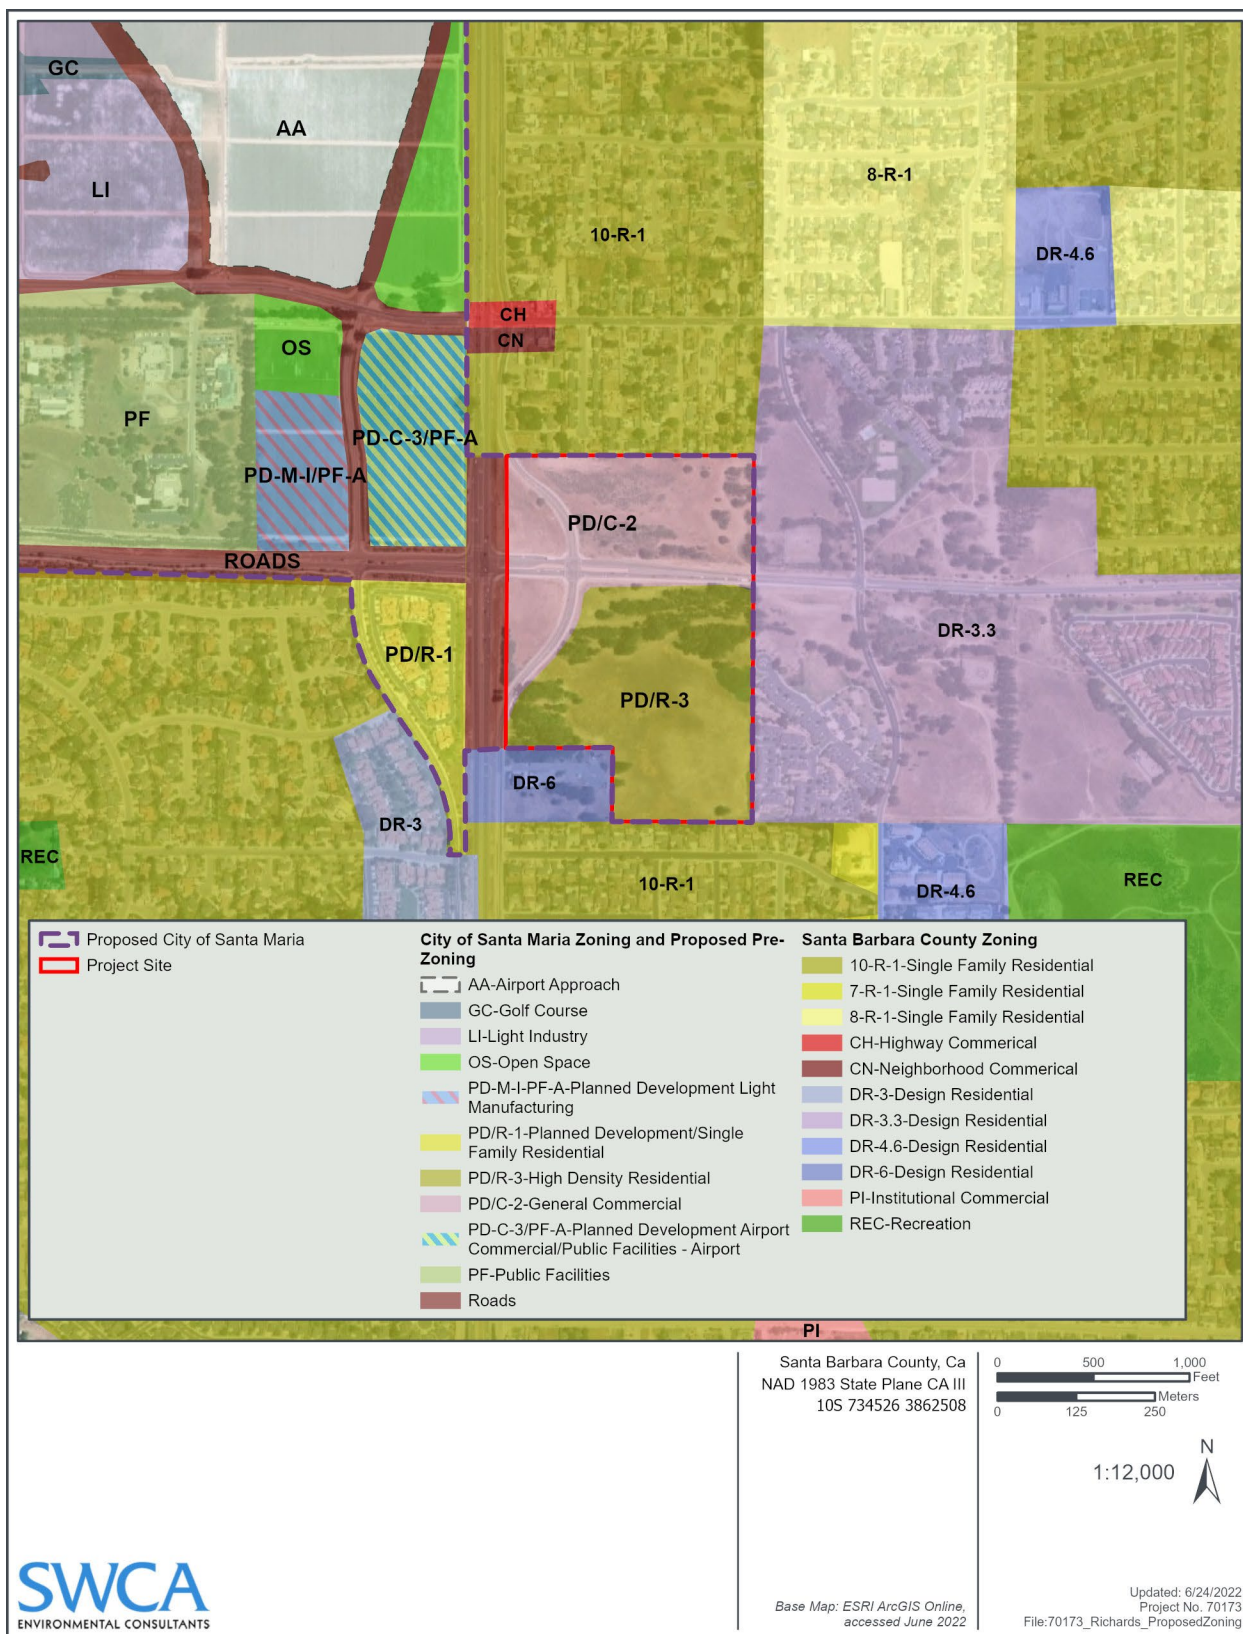 GC
AA
LI
8-R-1
10-R-1
DR-4.6
CH
CN
OS
PF
PD-C-3/PF-A
PD-M-I/PF-A
PD/C-2
ROADS
DR-3.3
PD/R-1
PD/R-3
DR-6
DR-3
REC
10-R-1
DR-4.6
REC
Proposed City of Santa Maria
Project Site
City of Santa Maria Zoning and Proposed Pre-
Zoning
AA-Airport Approach
GC-Golf Course
LI-Light Industry
OS-Open Space
PD-M-I-PF-A-Planned Development Light
Manufacturing
PD/R-1-Planned Development/Single
Family Residential
PD/R-3-High Density Residential
PD/C-2-General Commercial
PD-C-3/PF-A-Planned Development Airport
Commercial/Public Facilities - Airport
PF-Public Facilities
Roads
Santa Barbara County Zoning
10-R-1-Single Family Residential
7-R-1-Single Family Residential
8-R-1-Single Family Residential
CH-Highway Commerical
CN-Neighborhood Commerical
DR-3-Design Residential
DR-3.3-Design Residential
DR-4.6-Design Residential
DR-6-Design Residential
PI-Institutional Commercial
REC-Recreation
PI
Santa Barbara County, Ca
NAD 1983 State Plane CA III
10S 734526 3862508
0 500 1,000
Feet
Meters
0 125 250
N
1:12,000
SWCA
ENVIRONMENTAL CONSULTANTS
Base Map: ESRI ArcGIS Online,
accessed June 2022
Updated: 6/24/2022
Project No. 70173
File:70173_Richards_ProposedZoning